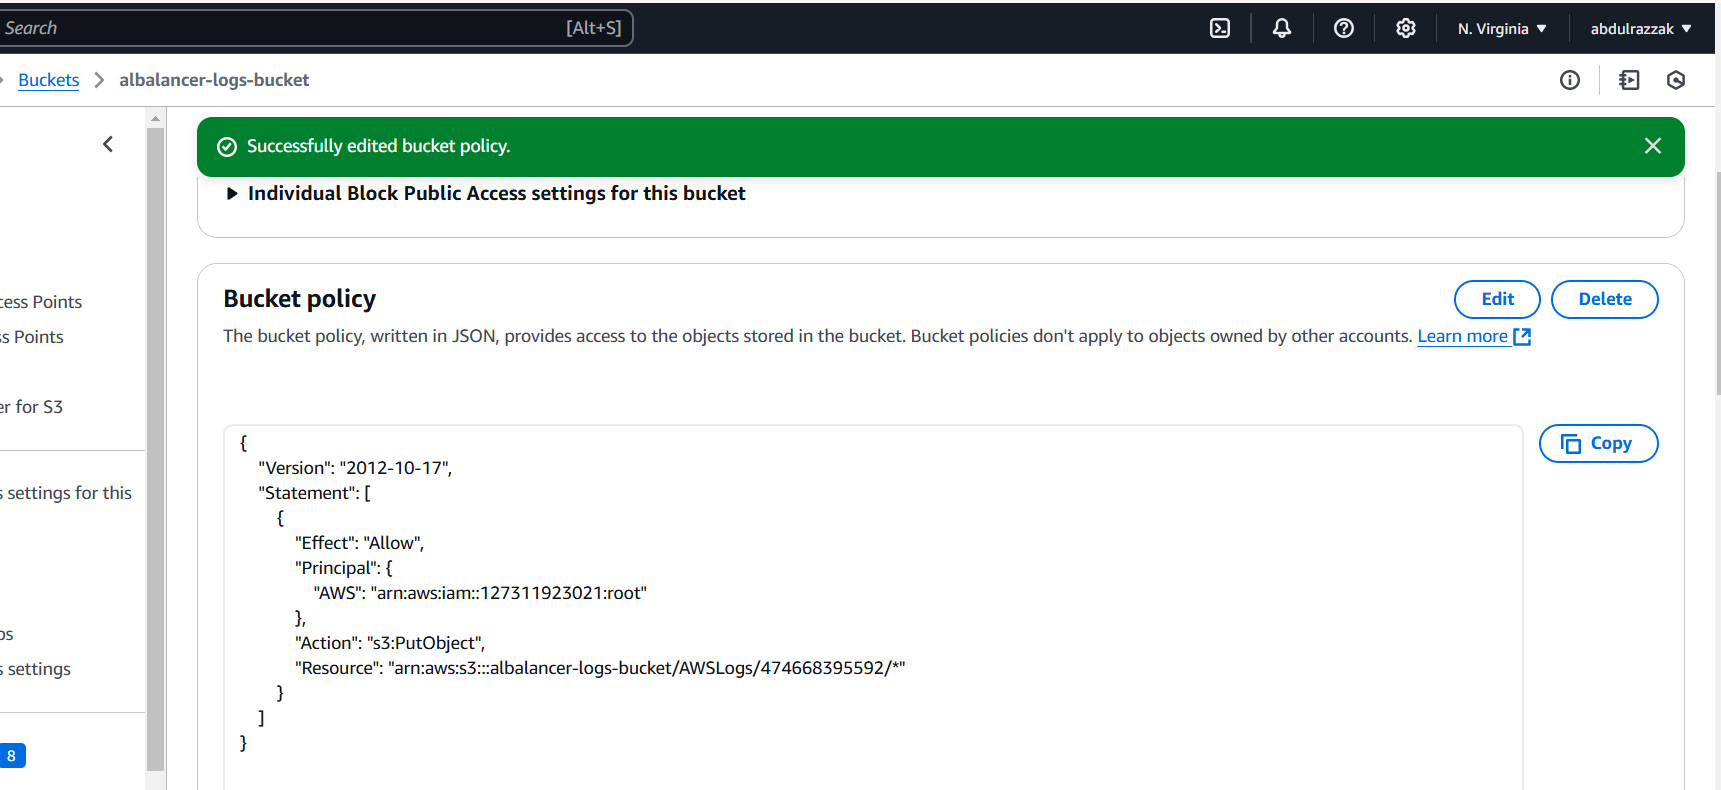 Search [Alt+S] N. Virginia abdulrazzak
Buckets albalancer-logs-bucket
Successfully edited bucket policy.
Individual Block Public Access settings for this bucket
Bucket policy
Edit Delete
The bucket policy, written in JSON, provides access to the objects stored in the bucket. Bucket policies don't apply to objects owned by other accounts. Learn more
Copy
{
"Version": "2012-10-17",
"Statement": [
{
"Effect": "Allow",
"Principal": {
"AWS": "arn:aws:iam::127311923021:root"
},
"Action": "s3:PutObject",
"Resource": "arn:aws:s3:::albalancer-logs-bucket/AWSLogs/474668395592/*"
}
]
}
cess Points
s Points
er for S3
s settings for this
os
s settings
8